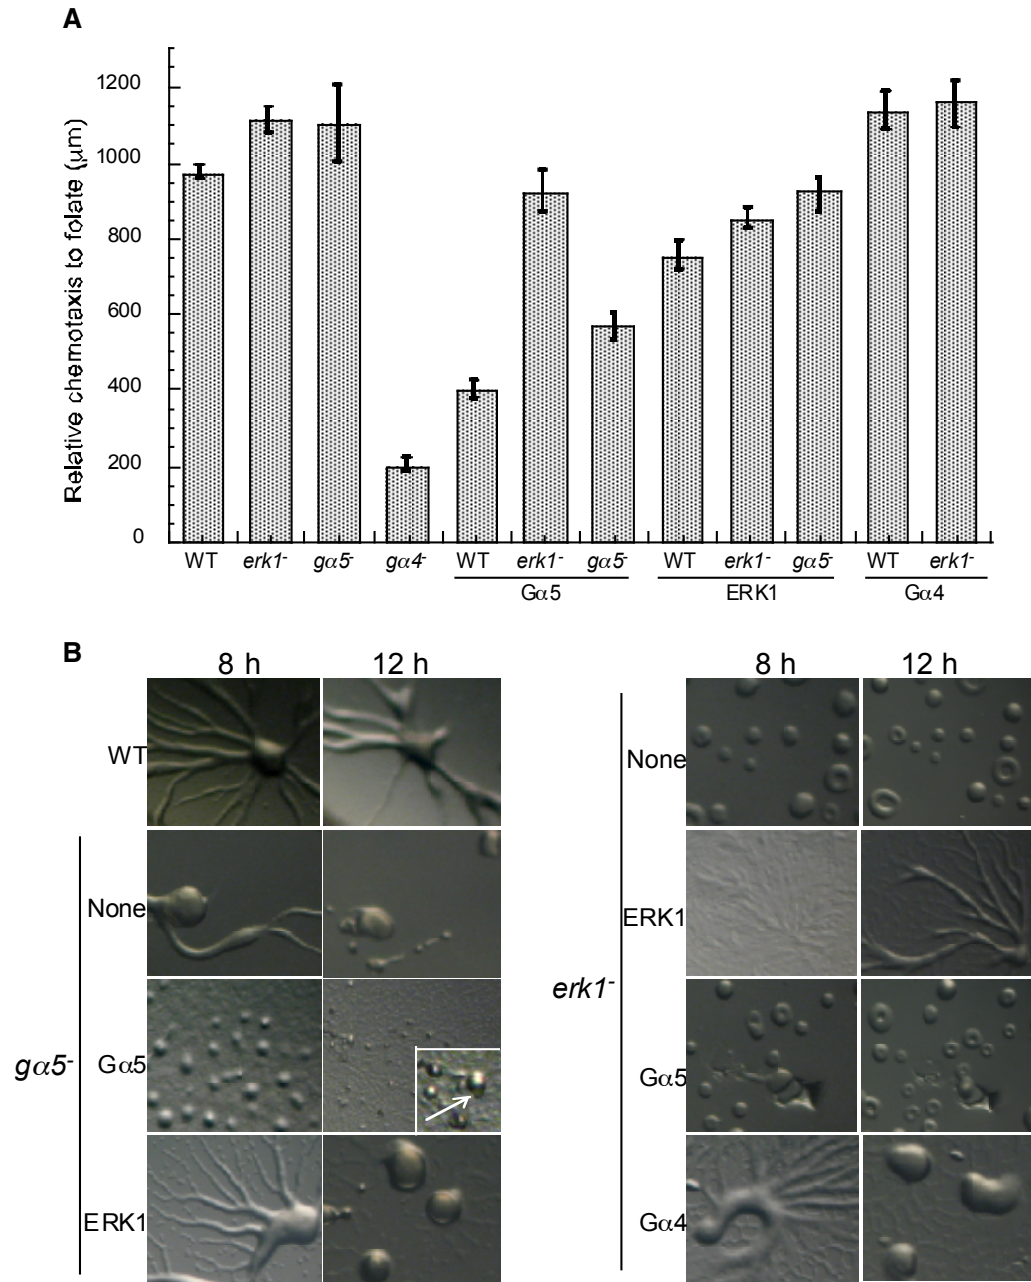 A
Relative chemotaxis to folate (μm)
1200
1000
800
600
400
200
0
WT erk1- gα5- gα4- WT erk1- gα5- WT erk1- gα5- WT erk1-
Gα5 ERK1 Gα4
B
8 h 12 h 8 h 12 h
WT
gα5-
None
Gα5
ERK1
erk1-
None
ERK1
Gα5
Gα4